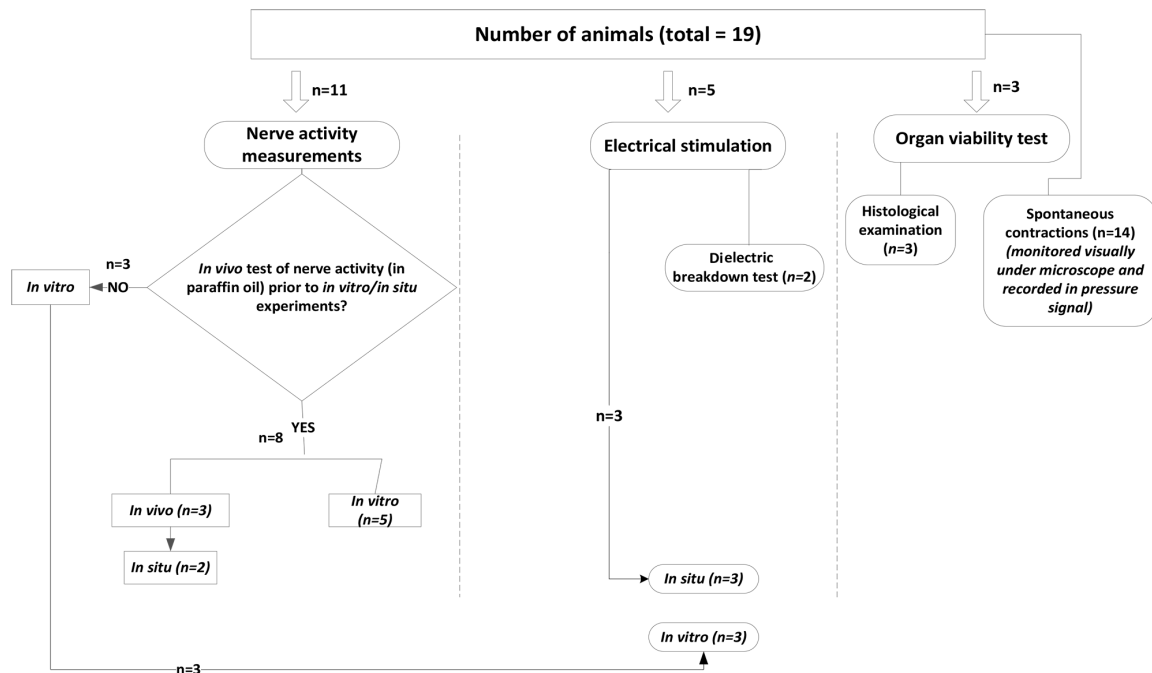 Number of animals (total = 19)
n=11
n=5
n=3
Nerve activity
measurements
Electrical stimulation
Organ viability test
Histological
examination
(n=3)
Spontaneous
contractions (n=14)
(monitored visually
under microscope and
recorded in pressure
signal)
Dielectric
breakdown test (n=2)
n=3
NO
In vitro
In vivo test of nerve activity (in
paraffin oil) prior to in vitro/in situ
experiments?
YES
n=8
n=3
In vivo (n=3)
In vitro
(n=5)
In situ (n=2)
In situ (n=3)
In vitro (n=3)
n=3